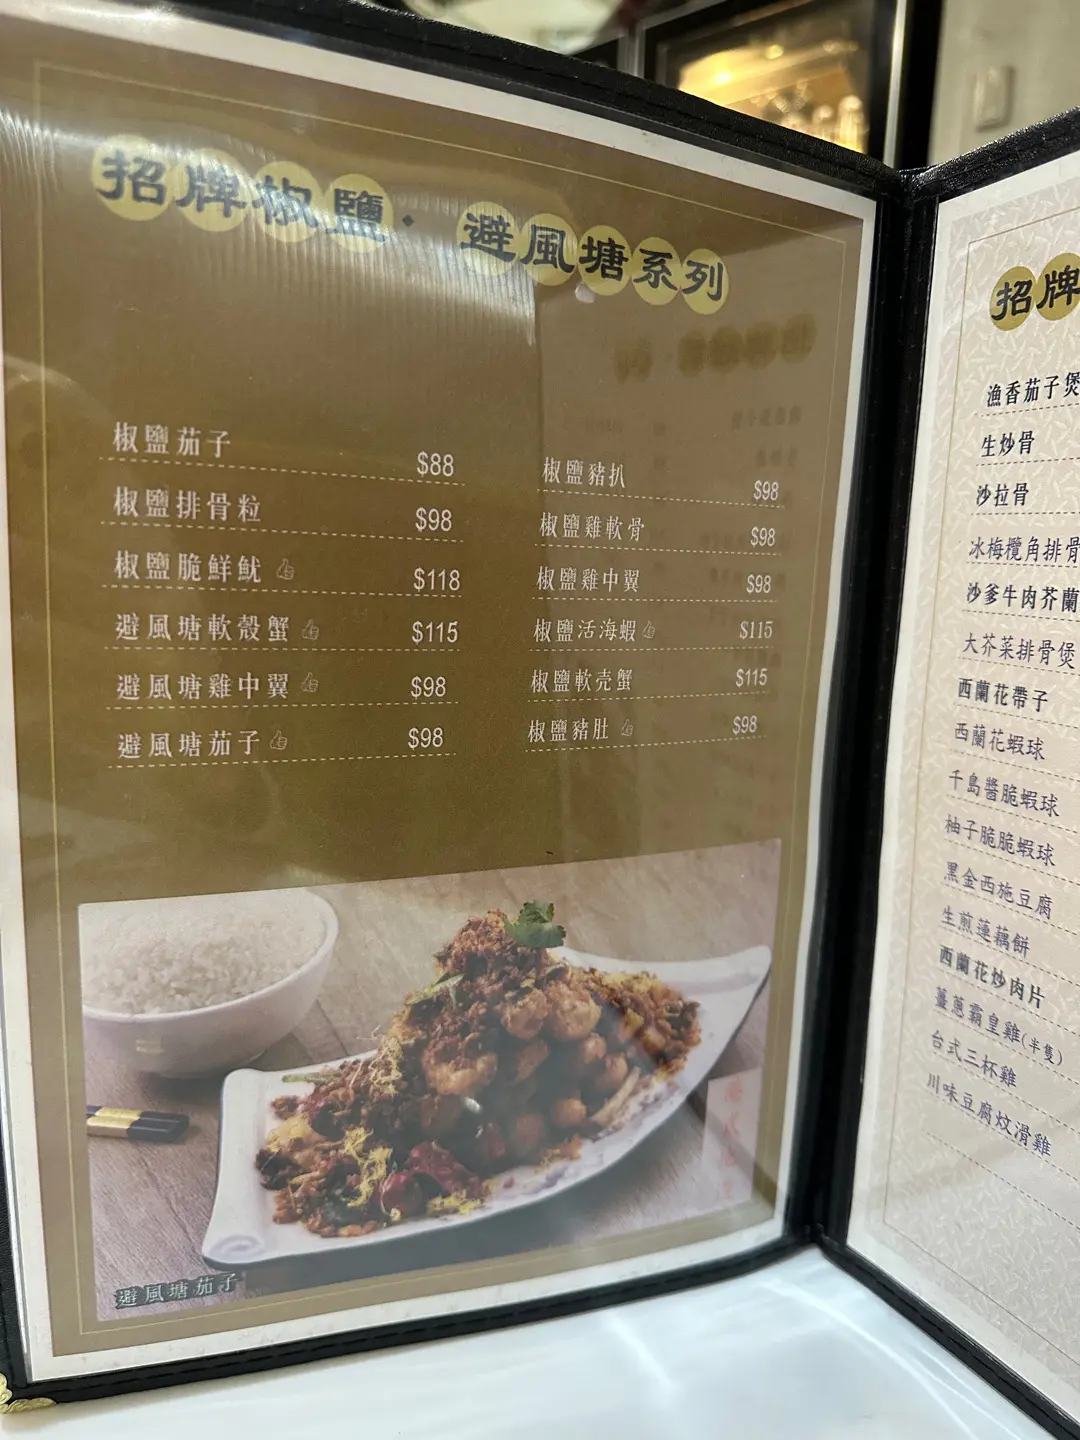 招牌椒鹽·避風塘系列
椒鹽茄子 $88
椒鹽排骨粒 $98
椒鹽脆鮮魷 $118
避風塘軟殼蟹 $115
避風塘雞中翼 $98
避風塘茄子 $98
椒鹽豬扒 $98
椒鹽雞軟骨 $98
椒鹽雞中翼 $98
椒鹽活海蝦 $115
椒鹽軟壳蟹 $115
椒鹽豬肚 $98
避風塘茄子
招牌
漁香茄子煲
生炒骨
沙拉骨
冰梅欖角排骨
沙爹牛肉芥蘭
大芥菜排骨煲
西蘭花帶子
西蘭花蝦球
千島醬脆蝦球
柚子脆脆蝦球
黑金西施豆腐
生煎蓮藕餅
西蘭花炒肉片
薑蔥霸皇雞(半隻)
台式三杯雞
川味豆腐炆滑雞